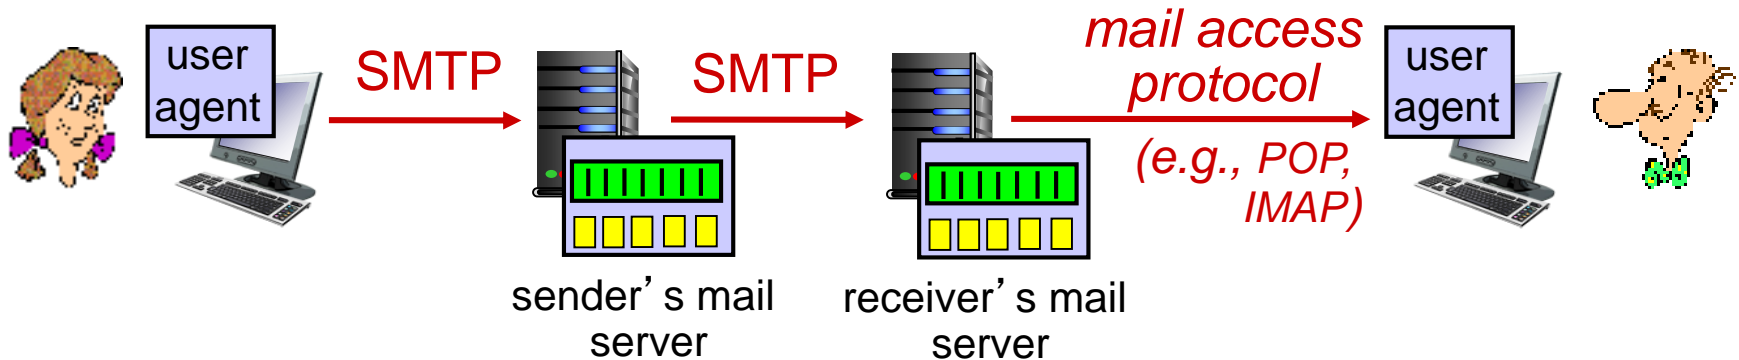 user
agent
SMTP
SMTP
mail access
protocol
(e.g., POP,
IMAP)
user
agent
sender’s mail
server
receiver’s mail
server